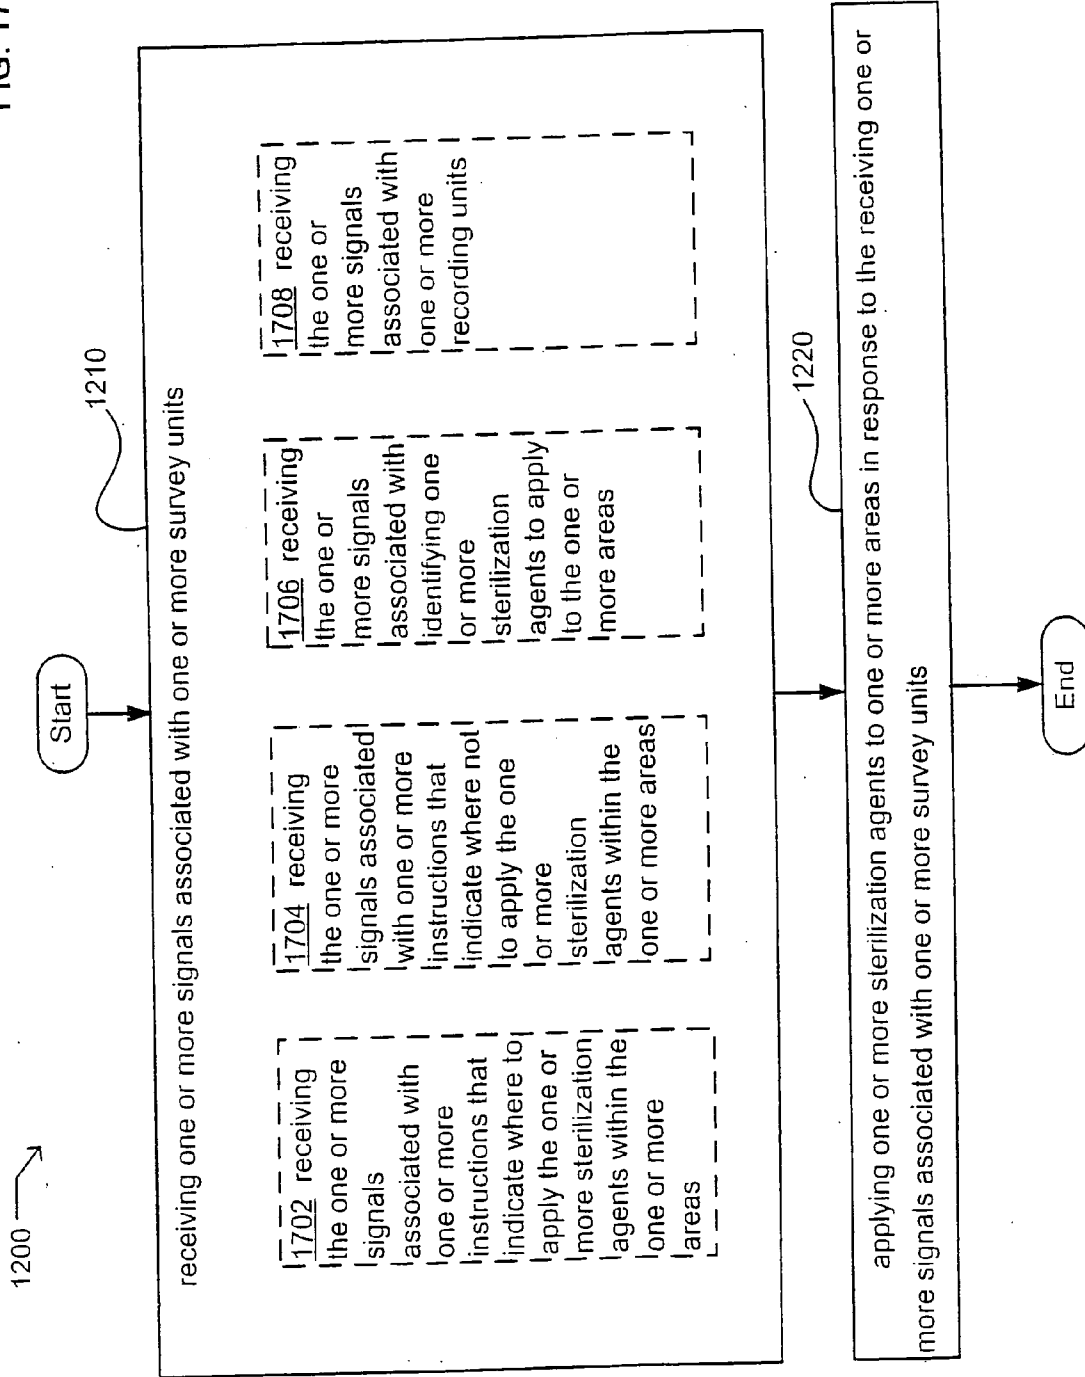 FIG. 17
1200
Start
1210
receiving one or more signals associated with one or more survey units
1702 receiving
the one or more
signals
associated with
one or more
instructions that
indicate where to
apply the one or
more sterilization
agents within the
one or more
areas
1704 receiving
the one or more
signals associated
with one or more
instructions that
indicate where not
to apply the one
or more
sterilization
agents within the
one or more areas
1706 receiving
the one or
more signals
associated with
identifying one
or more
sterilization
agents to apply
to the one or
more areas
1708 receiving
the one or
more signals
associated with
one or more
recording units
1220
applying one or more sterilization agents to one or more areas in response to the receiving one or
more signals associated with one or more survey units
End